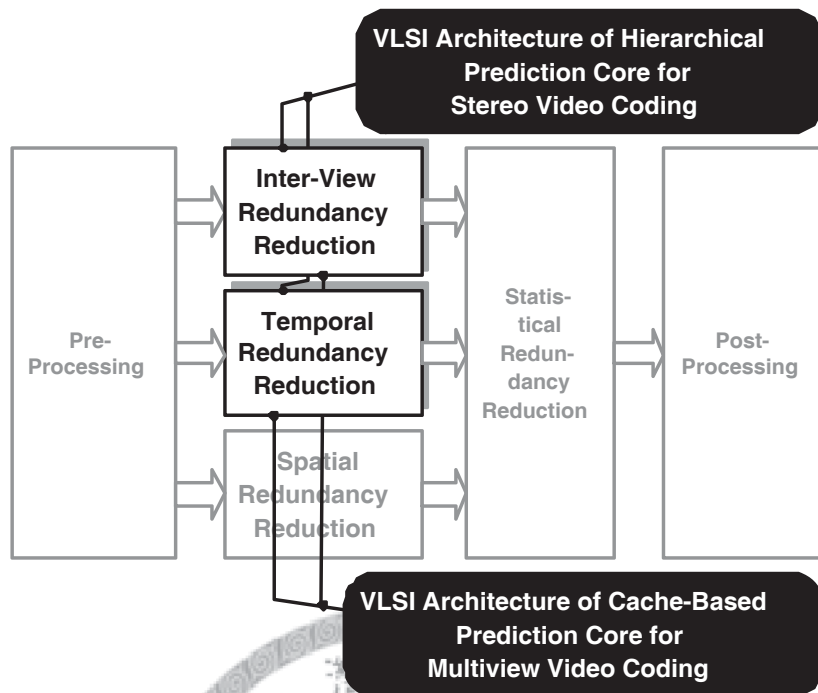 VLSI Architecture of Hierarchical
Prediction Core for
Stereo Video Coding
Inter-View
Redundancy
Reduction
Pre-
Processing
Temporal
Redundancy
Reduction
Statis-
tical
Redun-
dancy
Reduction
Post-
Processing
Spatial
Redundancy
Reduction
VLSI Architecture of Cache-Based
Prediction Core for
Multiview Video Coding